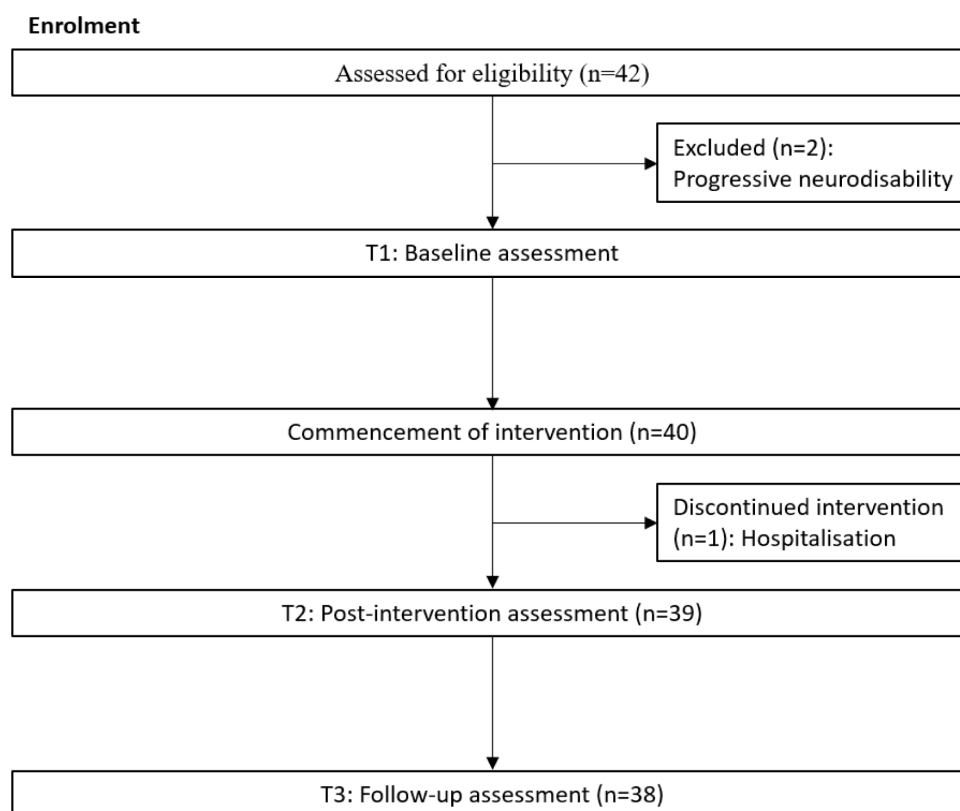 Enrolment
Assessed for eligibility (n=42)
Excluded (n=2):
Progressive neurodisability
T1: Baseline assessment
Commencement of intervention (n=40)
Discontinued intervention
(n=1): Hospitalisation
T2: Post-intervention assessment (n=39)
T3: Follow-up assessment (n=38)